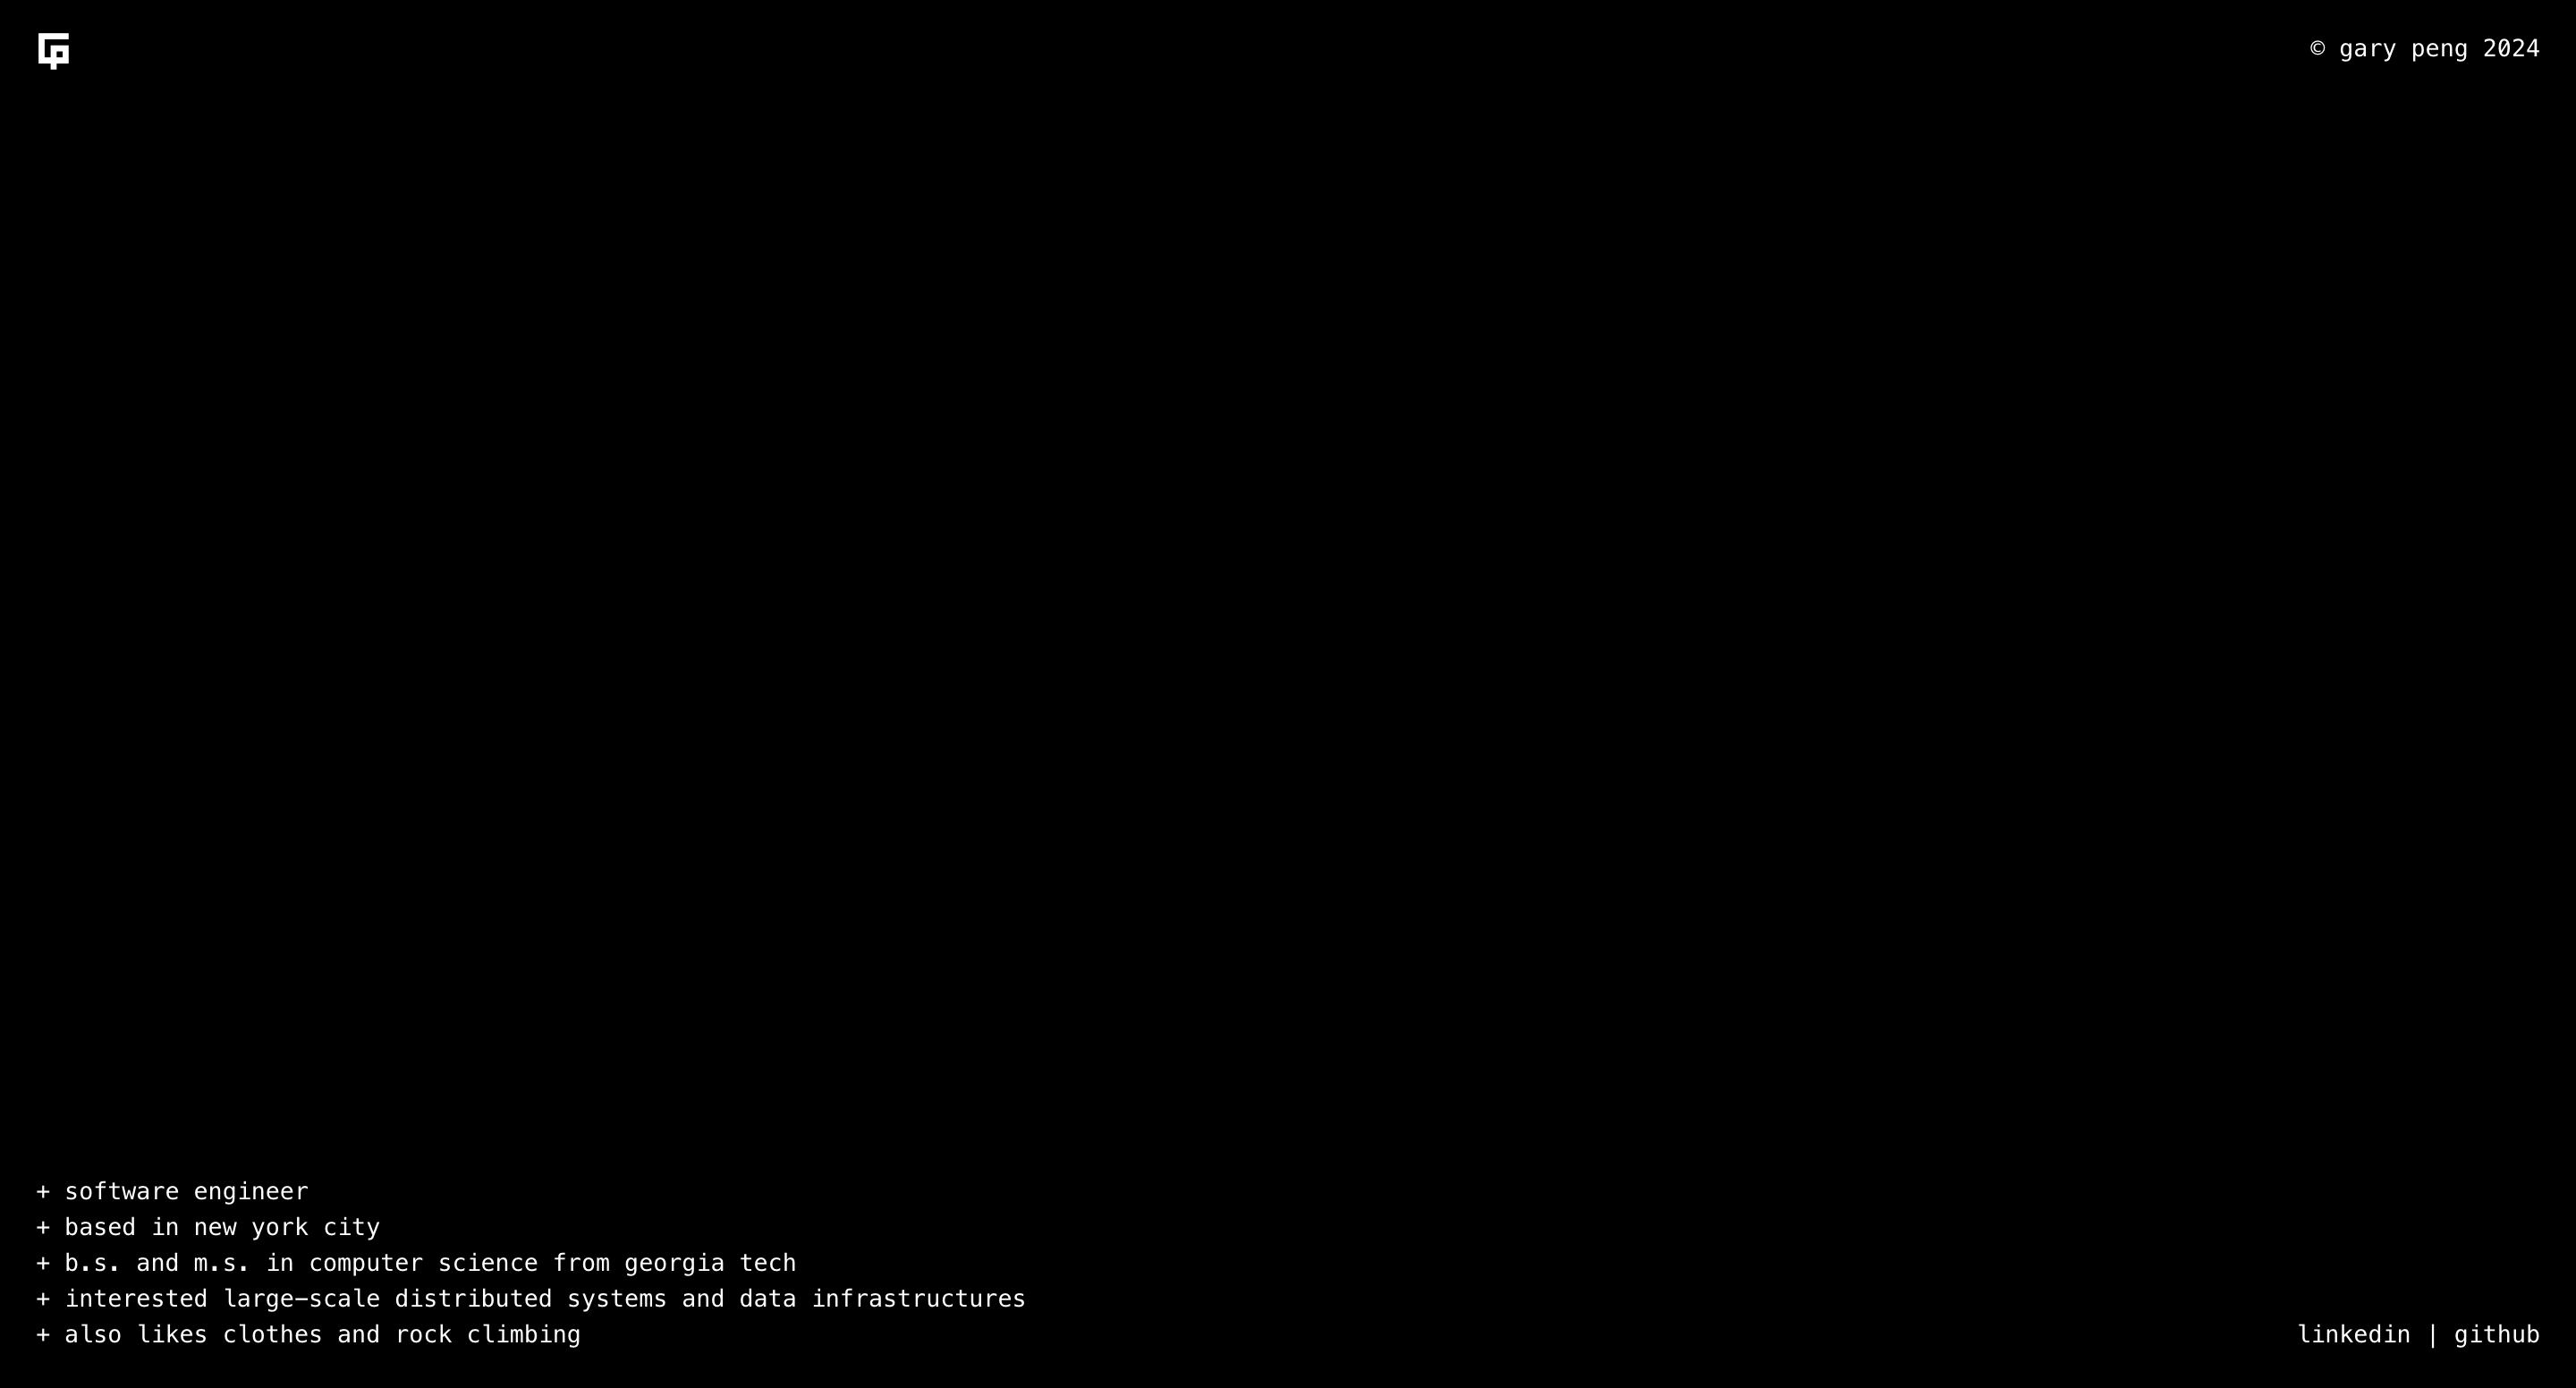 © gary peng 2024
+ software engineer
+ based in new york city
+ b.s. and m.s. in computer science from georgia tech
+ interested large-scale distributed systems and data infrastructures
+ also likes clothes and rock climbing
linkedin | github